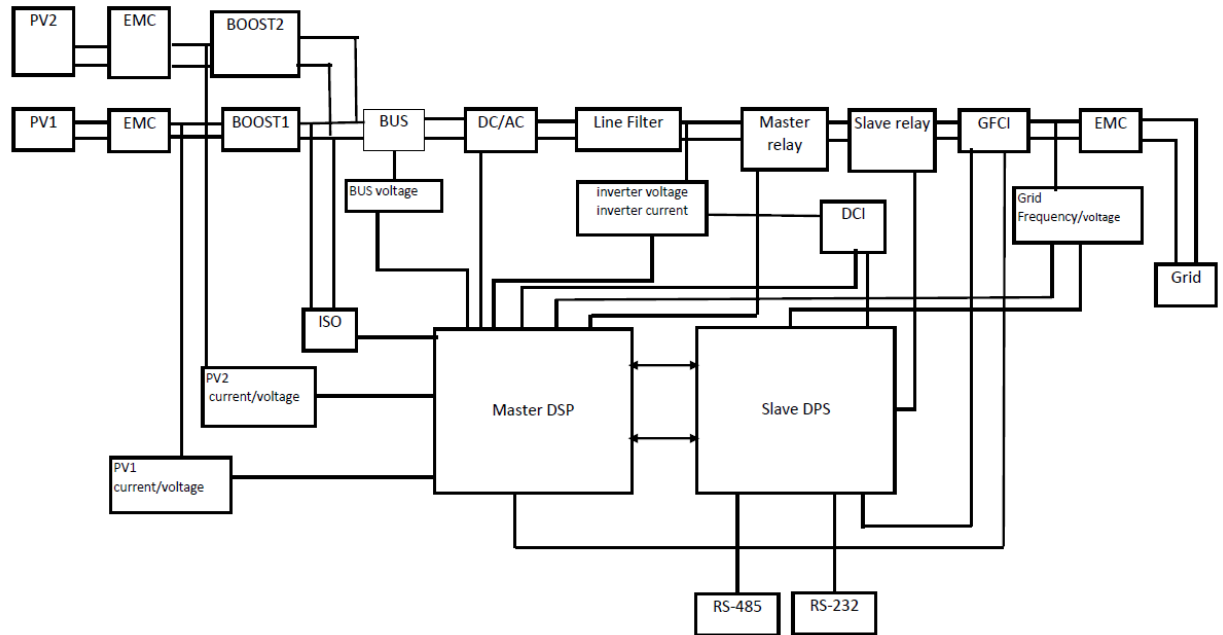 PV2
EMC
BOOST2
PV1
EMC
BOOST1
BUS
DC/AC
Line Filter
Master
relay
Slave relay
GFCI
EMC
BUS voltage
inverter voltage
inverter current
DCI
Grid
Frequency/voltage
Grid
ISO
PV2
current/voltage
Master DSP
Slave DPS
PV1
current/voltage
RS-485
RS-232